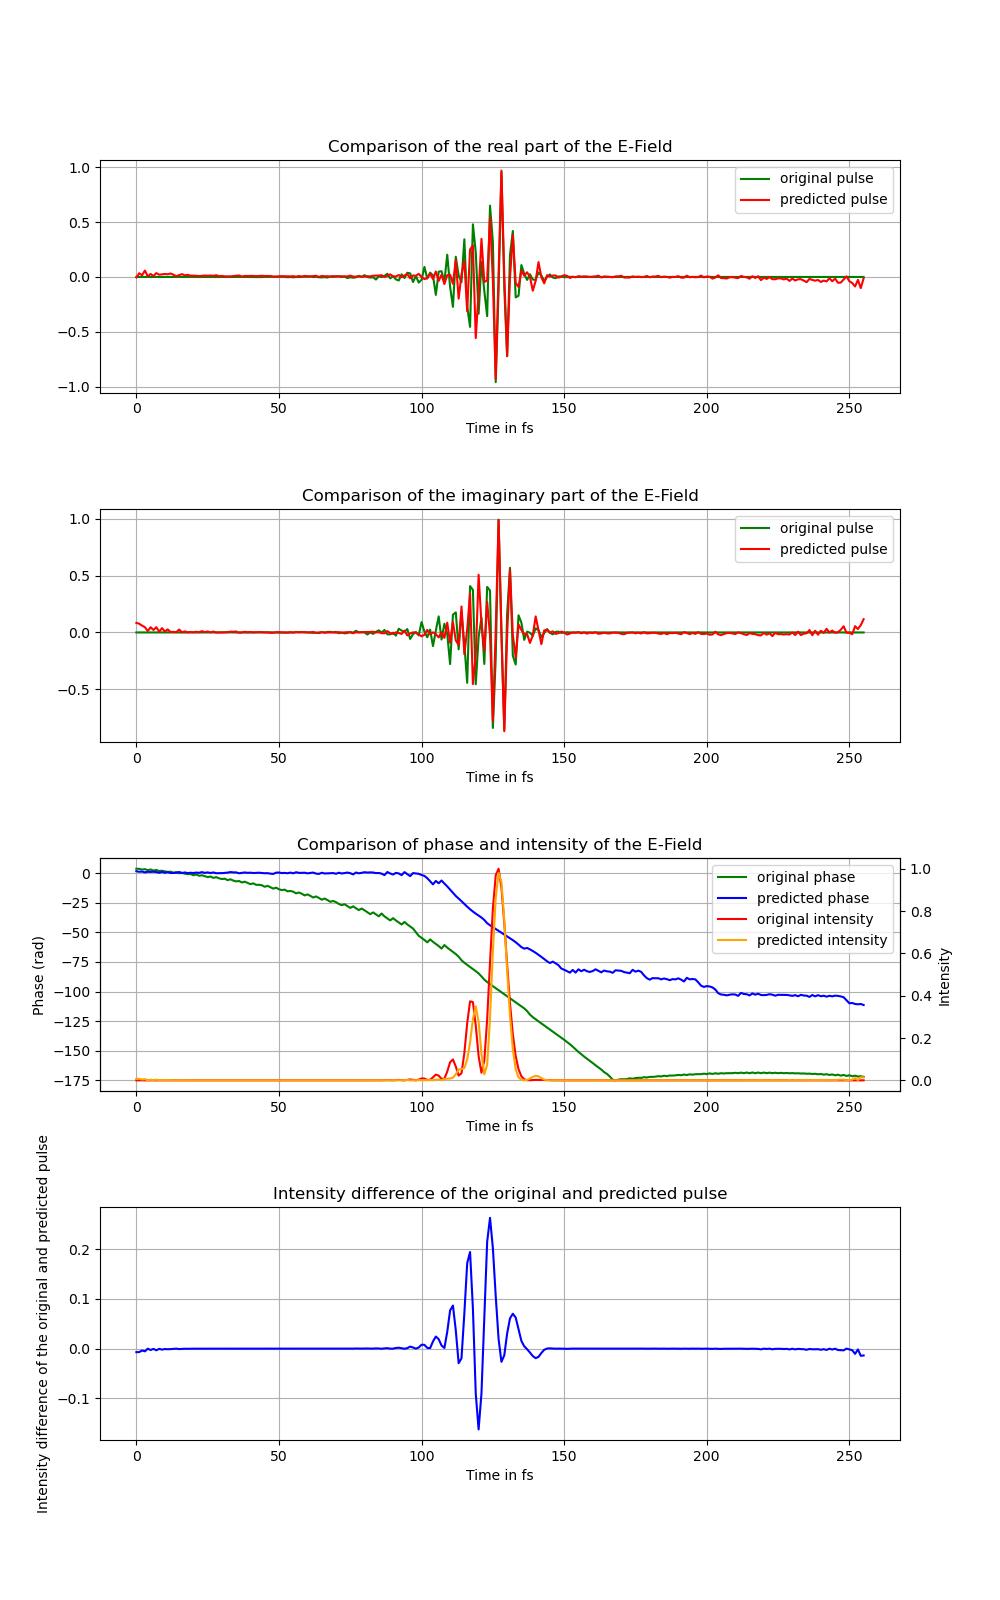 Comparison of the real part of the E-Field
1.0
0.5
0.0
−0.5
−1.0
original pulse
predicted pulse
0 50 100 150 200 250
Time in fs
Comparison of the imaginary part of the E-Field
1.0
0.5
0.0
−0.5
original pulse
predicted pulse
0 50 100 150 200 250
Time in fs
Comparison of phase and intensity of the E-Field
Phase (rad)
0
−25
−50
−75
−100
−125
−150
−175
original phase
predicted phase
original intensity
predicted intensity
1.0
0.8
0.6
0.4
0.2
0.0
Intensity
0 50 100 150 200 250
Time in fs
Intensity difference of the original and predicted pulse
Intensity difference of the original and predicted pulse
0.2
0.1
0.0
−0.1
0 50 100 150 200 250
Time in fs